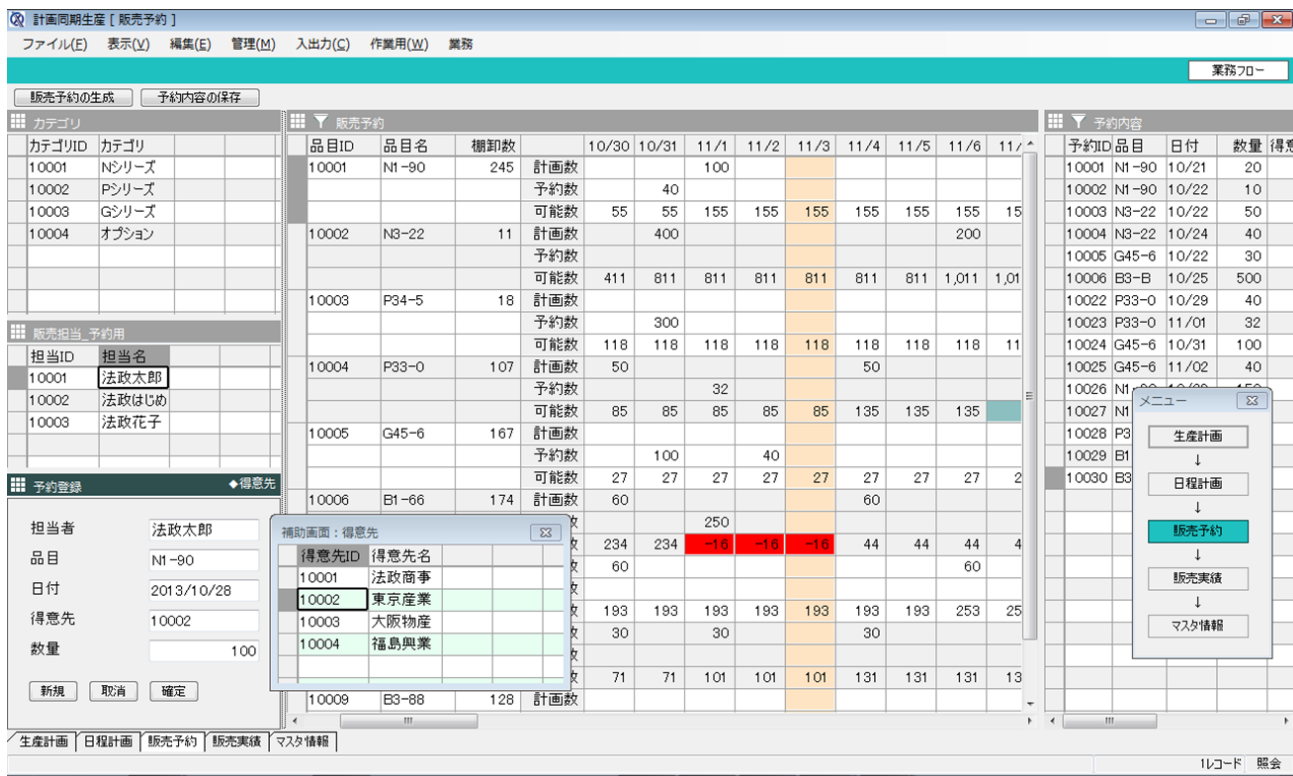 計画同期生産 [ 販売予約 ]
ファイル(F) 表示(V) 編集(E) 管理(M) 入出力(C) 作業用(W) 業務
業務フロー
販売予約の生成 予約内容の保存
カテゴリ
カテゴリID カテゴリ
10001 Nシリーズ
10002 Pシリーズ
10003 Gシリーズ
10004 オプション
販売担当_予約用
担当ID 担当名
10001 法政太郎
10002 法政はじめ
10003 法政花子
予約登録 ◆得意先
担当者 法政太郎
品目 N1-90
日付 2013/10/28
得意先 10002
数量 100
新規 取消 確定
販売予約
品目ID 品目名 棚卸数 10/30 10/31 11/1 11/2 11/3 11/4 11/5 11/6 11/
10001 N1-90 245 計画数 100
予約数 40
可能数 55 55 155 155 155 155 155 155 15
10002 N3-22 11 計画数 400 200
予約数
可能数 411 811 811 811 811 811 811 1,011 1,01
10003 P34-5 18 計画数
予約数 300
可能数 118 118 118 118 118 118 118 118 11
10004 P33-0 107 計画数 50 50
予約数 32
可能数 85 85 85 85 85 135 135 135
10005 G45-6 167 計画数
予約数 100 40
可能数 27 27 27 27 27 27 27 27 2
10006 B1-66 174 計画数 60 60
数 250
数 234 234 -16 -16 -16 44 44 44 4
数 60 60
数
数 193 193 193 193 193 193 193 253 25
数 30 30 30
数
数 71 71 101 101 101 131 131 131 13
10009 B3-88 128 計画数
補助画面：得意先
得意先ID 得意先名
10001 法政商事
10002 東京産業
10003 大阪物産
10004 福島興業
予約内容
予約ID 品目 日付 数量 得意
10001 N1-90 10/21 20
10002 N1-90 10/22 10
10003 N3-22 10/22 50
10004 N3-22 10/24 40
10005 G45-6 10/22 30
10006 B3-B 10/25 500
10022 P33-0 10/29 40
10023 P33-0 11/01 32
10024 G45-6 10/31 100
10025 G45-6 11/02 40
10026 N1
10027 N1
10028 P3
10029 B1
10030 B3
メニュー
生産計画
↓
日程計画
↓
販売予約
↓
販売実績
↓
マスタ情報
生産計画 日程計画 販売予約 販売実績 マスタ情報
1レコード 照会